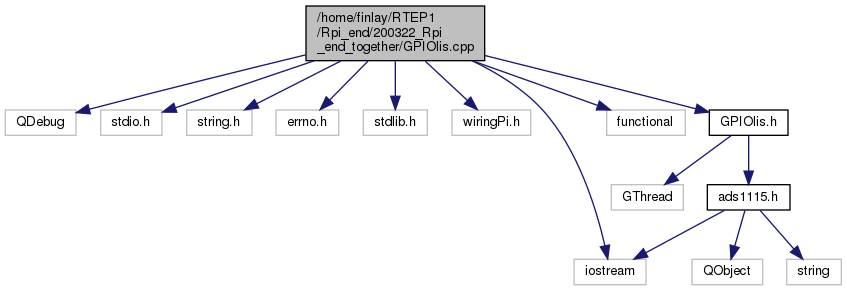 /home/finlay/RTEP1
/Rpi_end/200322_Rpi
_end_together/GPIOlis.cpp
QDebug
stdio.h
string.h
errno.h
stdlib.h
wiringPi.h
functional
GPIOlis.h
GThread
ads1115.h
iostream
QObject
string